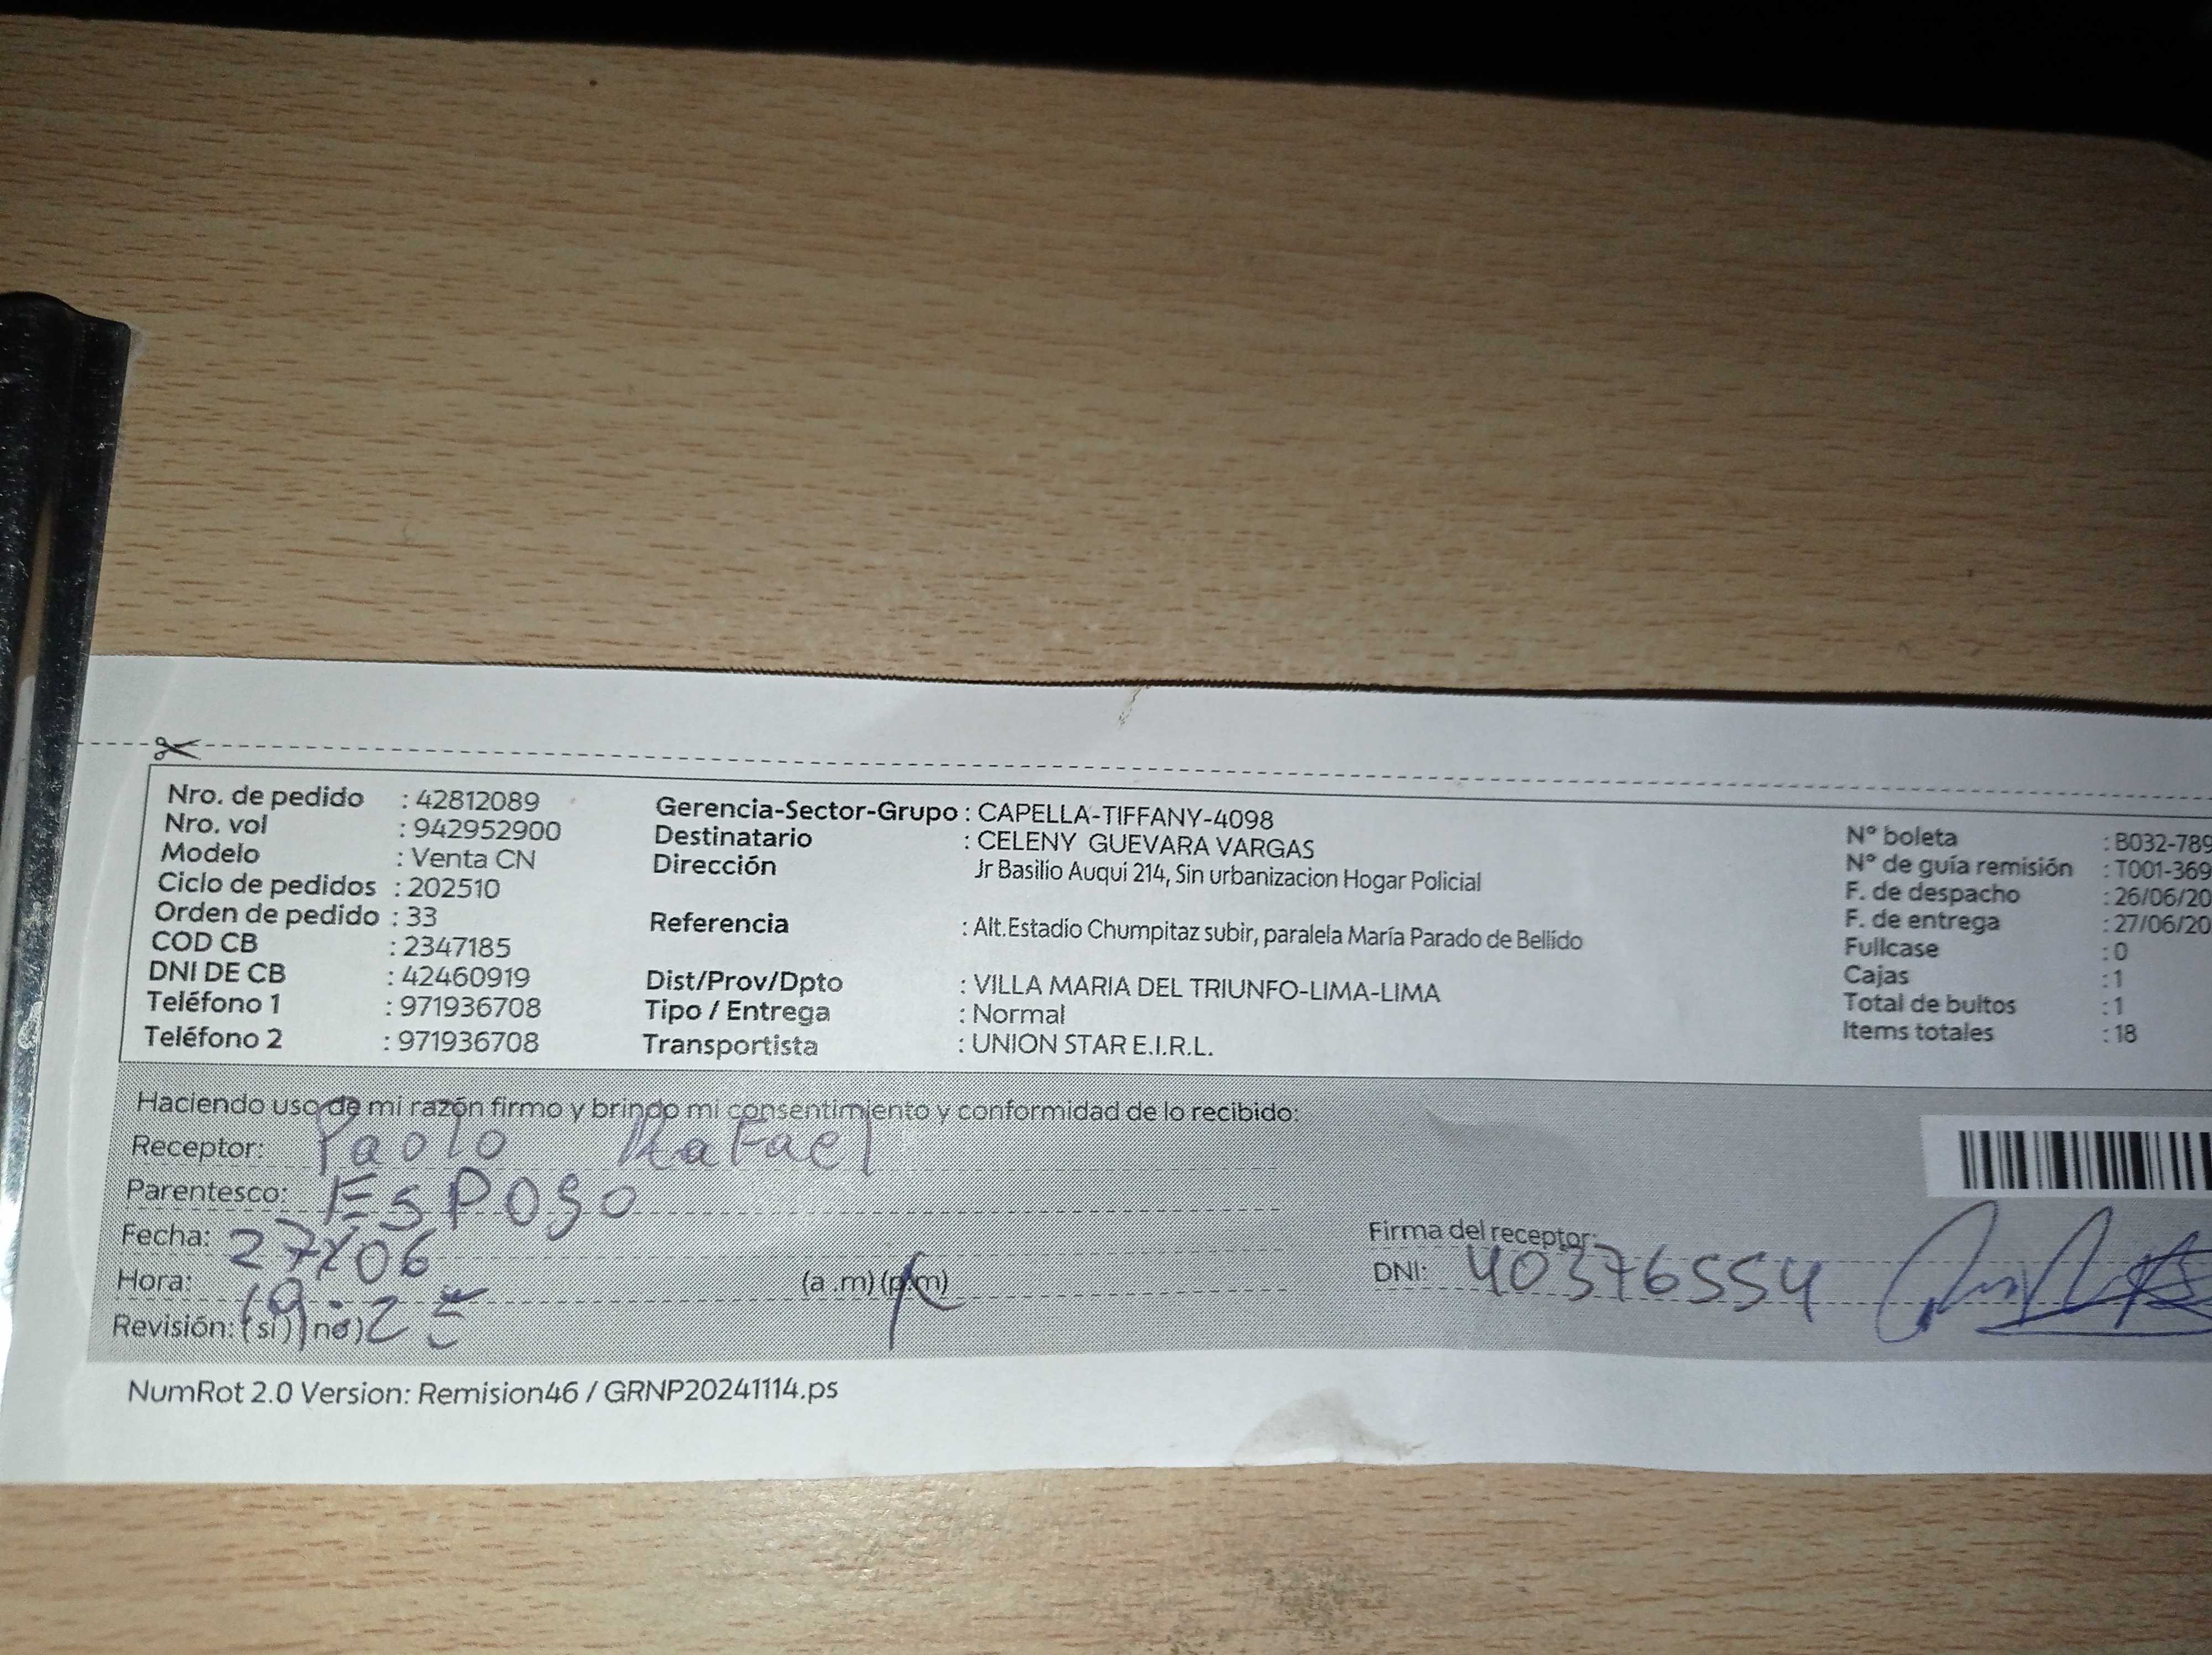 Nro. de pedido : 42812089
Nro. vol : 942952900
Modelo : Venta CN
Ciclo de pedidos : 202510
Orden de pedido : 33
COD CB : 2347185
DNI DE CB : 42460919
Teléfono 1 : 971936708
Teléfono 2 : 971936708
Gerencia-Sector-Grupo : CAPELLA-TIFFANY-4098
Destinatario : CELENY GUEVARA VARGAS
Dirección Jr Basilio Auqui 214, Sin urbanizacion Hogar Policial
Referencia : Alt.Estadio Chumpitaz subir, paralela María Parado de Bellido
Dist/Prov/Dpto : VILLA MARIA DEL TRIUNFO-LIMA-LIMA
Tipo / Entrega : Normal
Transportista : UNION STAR E.I.R.L.
N° boleta : B032-789
N° de guía remisión : T001-369
F. de despacho : 26/06/20
F. de entrega : 27/06/20
Fullcase : 0
Cajas : 1
Total de bultos : 1
Items totales : 18
Haciendo uso de mi razón firmo y brindo mi consentimiento y conformidad de lo recibido:
Receptor: Paolo Rafael
Parentesco: Esposo
Fecha: 27/06
Hora: (a .m) (p.m)
Revisión: (si) (no)
Firma del receptor:
DNI: 40376554
NumRot 2.0 Version: Remision46 / GRNP20241114.ps